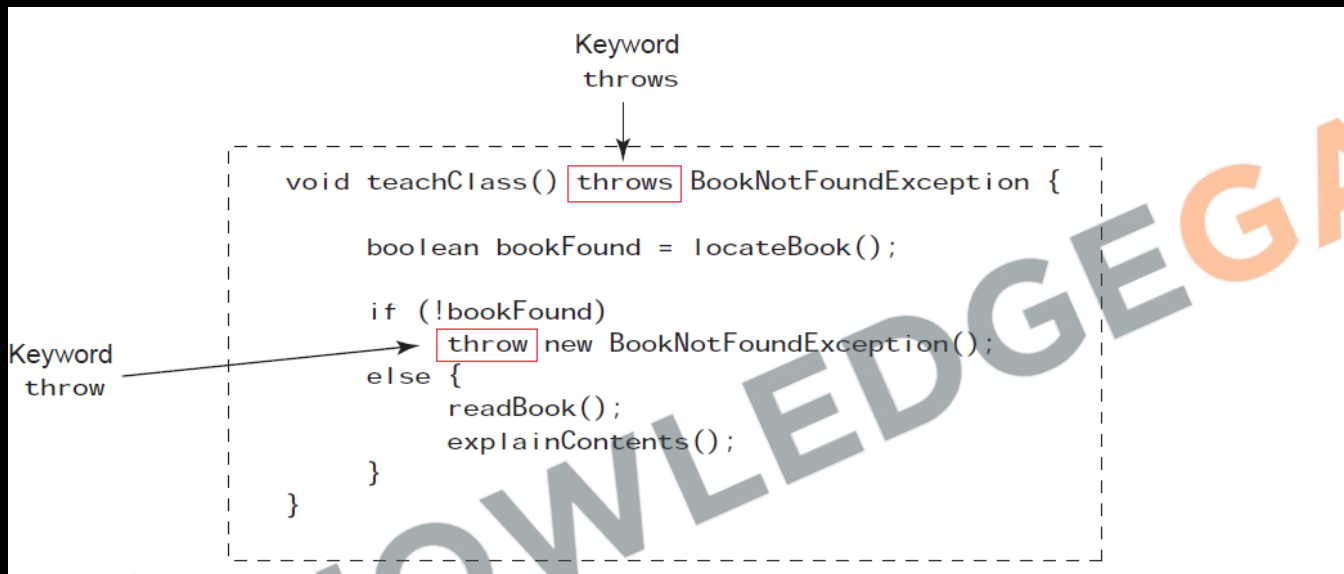 Keyword
throws
void teachClass() throws BookNotFoundException {
boolean bookFound = locateBook();
if (!bookFound)
throw new BookNotFoundException();
Keyword
throw
else {
readBook();
explainContents();
}
}